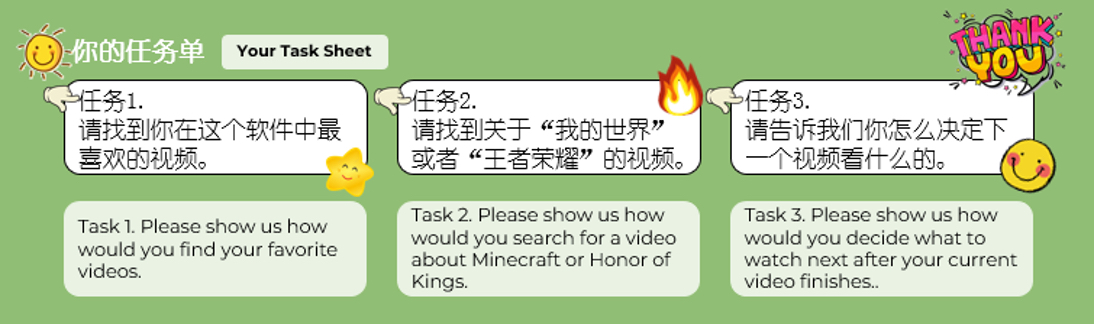 你的任务单
Your Task Sheet
THANK
YOU
任务1.
请找到你在这个软件中最
喜欢的视频。
任务2.
请找到关于“我的世界”
或者“王者荣耀”的视频。
任务3.
请告诉我们你怎么决定下
一个视频看什么的。
Task 1. Please show us how
would you find your favorite
videos.
Task 2. Please show us how
would you search for a video
about Minecraft or Honor of
Kings.
Task 3. Please show us how
would you decide what to
watch next after your current
video finishes..